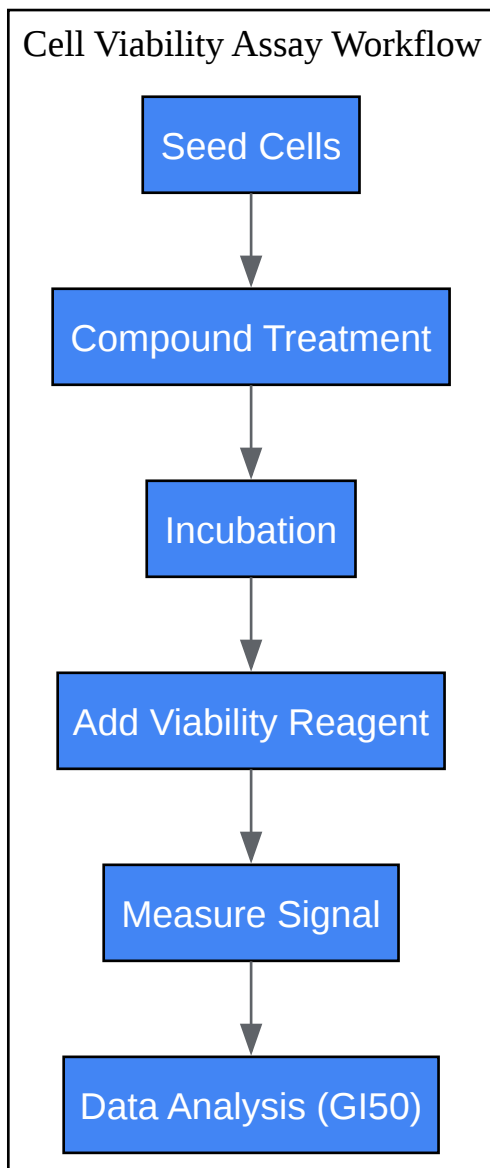 Cell Viability Assay Workflow
Seed Cells
Compound Treatment
Incubation
Add Viability Reagent
Measure Signal
Data Analysis (GI50)